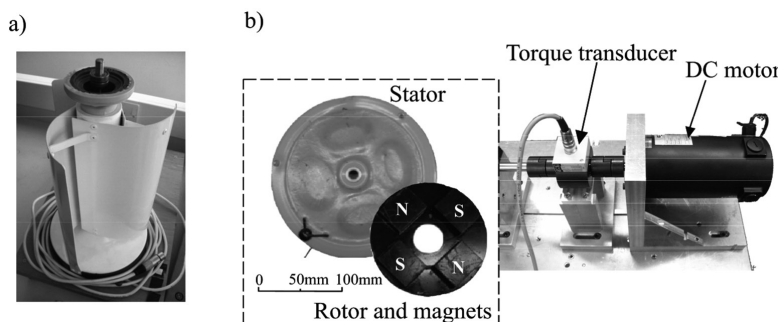 a)
b)
Torque transducer
DC motor
Stator
N
S
S
N
0 50mm 100mm
Rotor and magnets